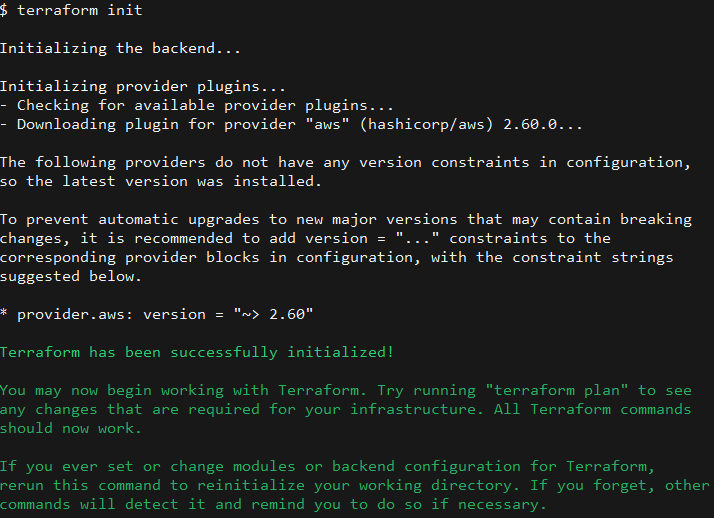 $ terraform init
Initializing the backend...
Initializing provider plugins...
- Checking for available provider plugins...
- Downloading plugin for provider "aws" (hashicorp/aws) 2.60.0...
The following providers do not have any version constraints in configuration,
so the latest version was installed.
To prevent automatic upgrades to new major versions that may contain breaking
changes, it is recommended to add version = "..." constraints to the
corresponding provider blocks in configuration, with the constraint strings
suggested below.
* provider.aws: version = "~> 2.60"
Terraform has been successfully initialized!
You may now begin working with Terraform. Try running "terraform plan" to see
any changes that are required for your infrastructure. All Terraform commands
should now work.
If you ever set or change modules or backend configuration for Terraform,
rerun this command to reinitialize your working directory. If you forget, other
commands will detect it and remind you to do so if necessary.